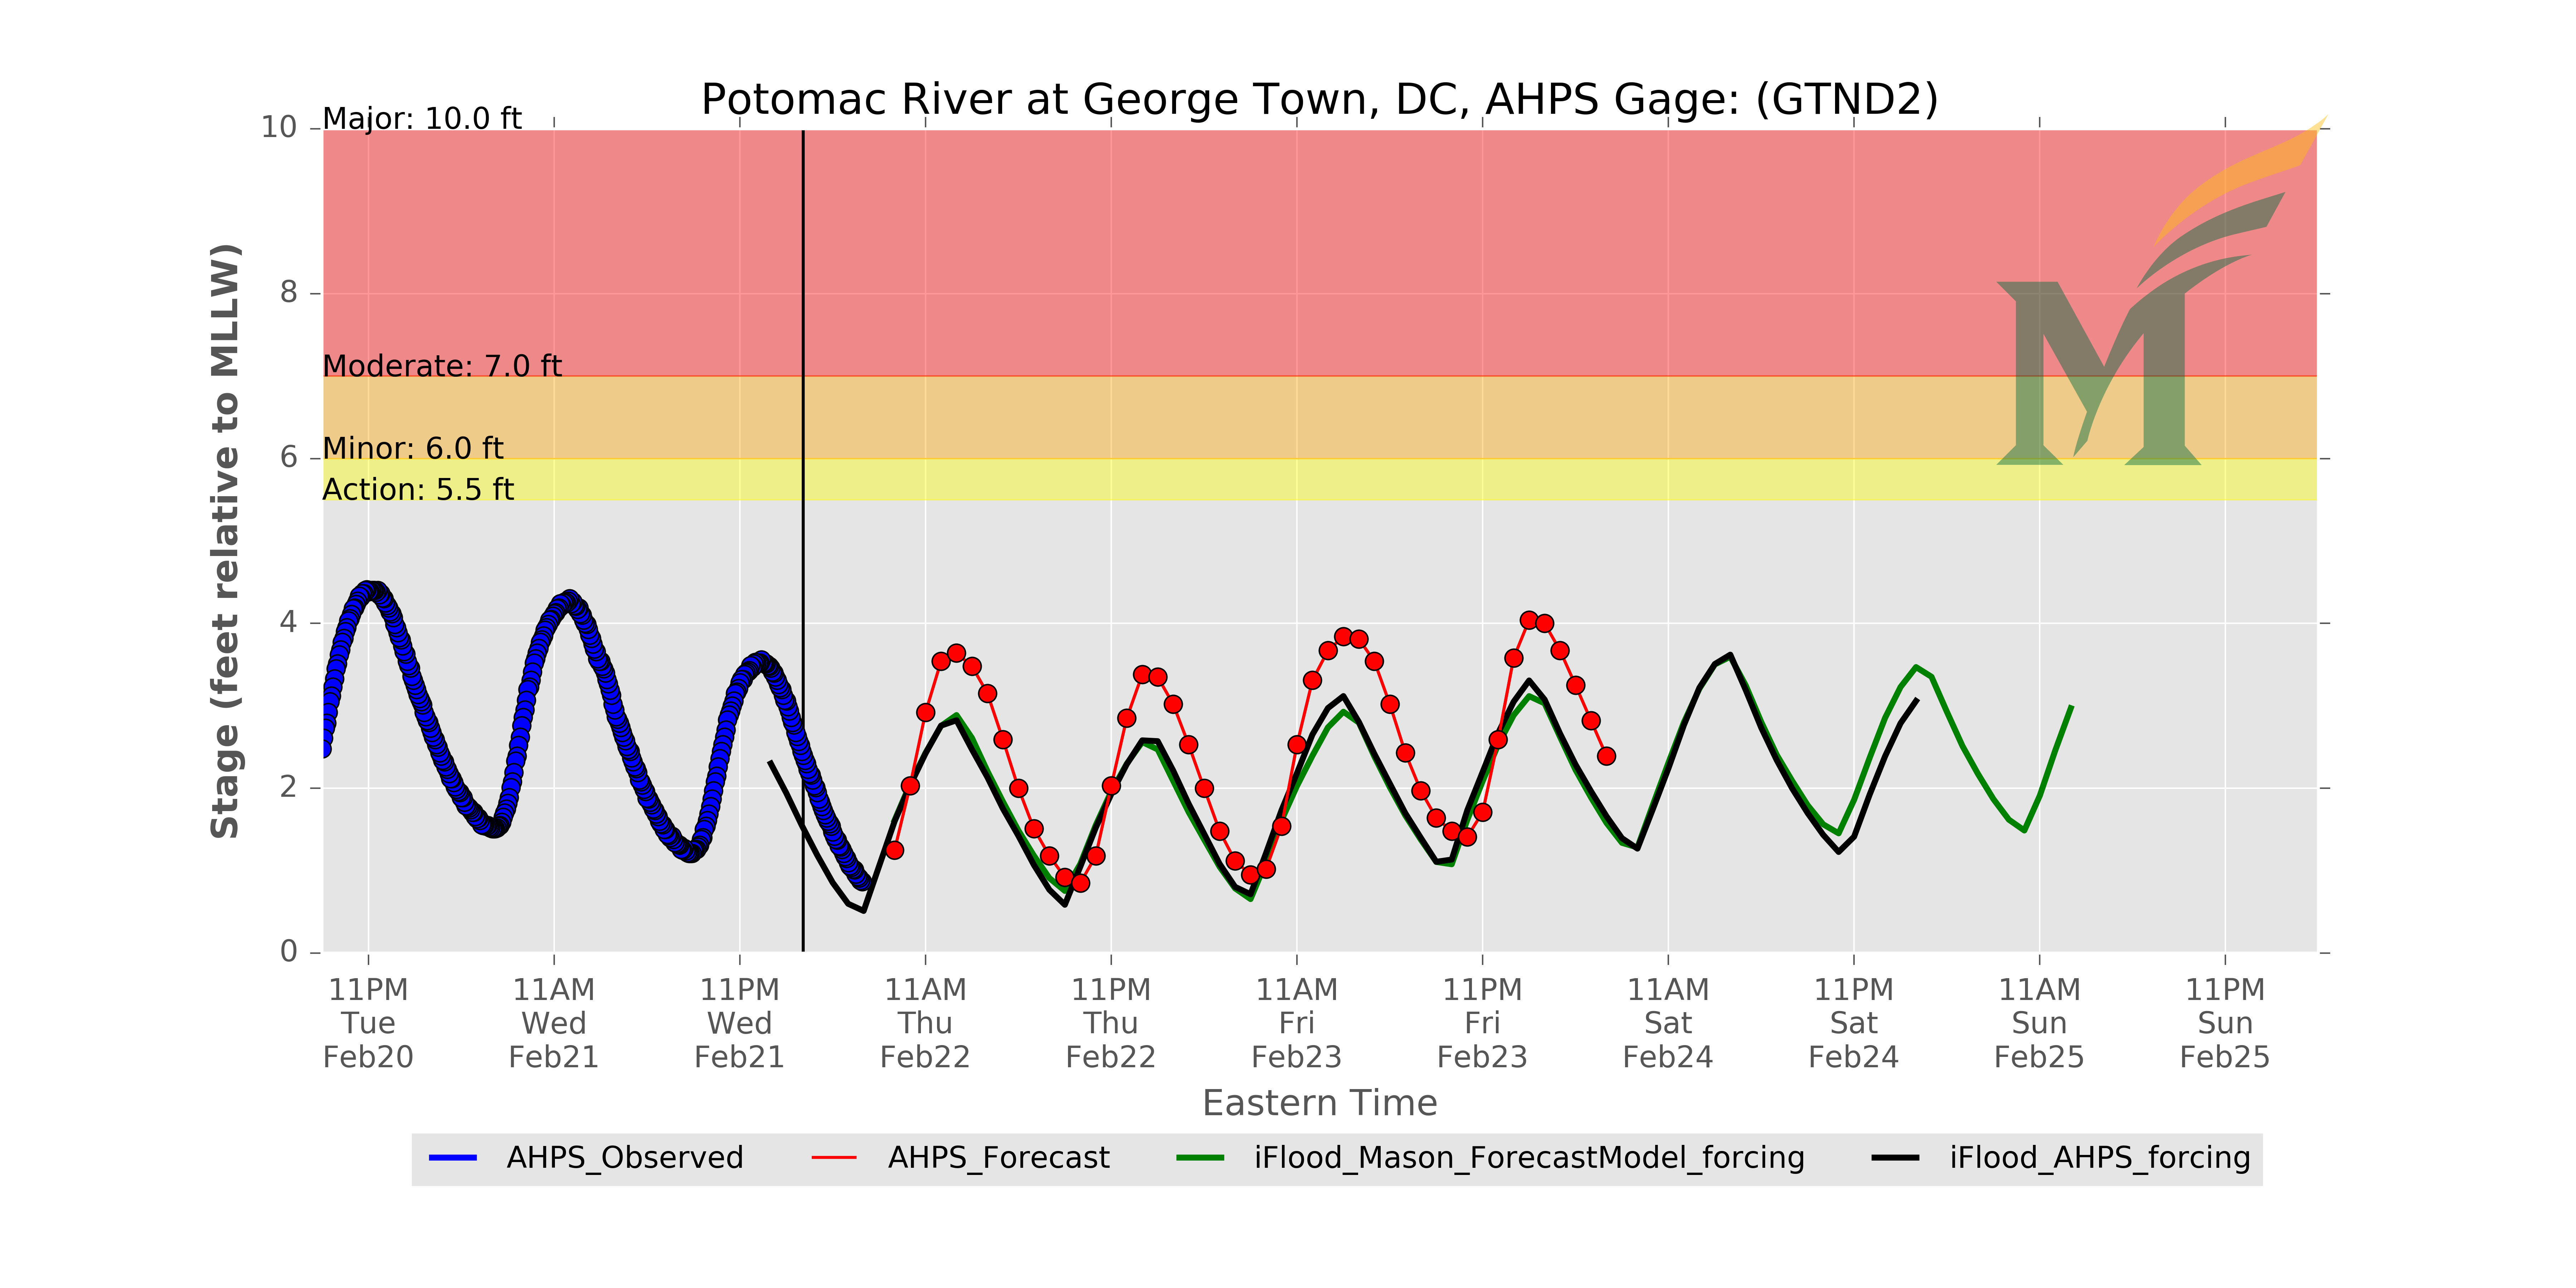 Potomac River at George Town, DC, AHPS Gage: (GTND2)
Major: 10.0 ft
Moderate: 7.0 ft
Minor: 6.0 ft
Action: 5.5 ft
10
8
6
4
2
0
Stage (feet relative to MLLW)
11PM 11AM 11PM 11AM 11PM 11AM 11PM 11AM 11PM 11AM 11PM
Tue Wed Wed Thu Thu Fri Fri Sat Sat Sun Sun
Feb20 Feb21 Feb21 Feb22 Feb22 Feb23 Feb23 Feb24 Feb24 Feb25 Feb25
Eastern Time
AHPS_Observed AHPS_Forecast iFlood_Mason_ForecastModel_forcing iFlood_AHPS_forcing
M